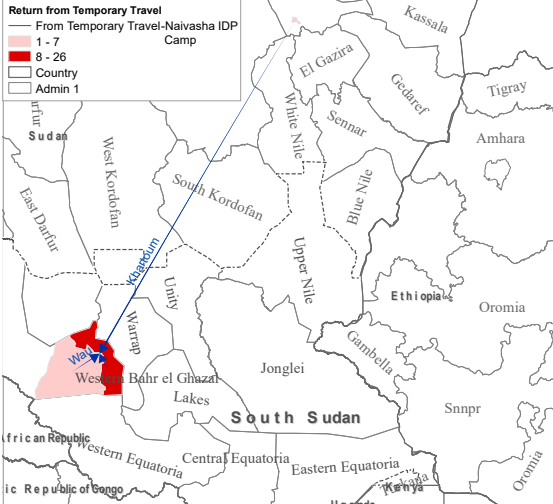 Return from Temporary Travel
From Temporary Travel-Naivasha IDP
Camp
1 - 7
8 - 26
Country
Admin 1
Kassala
El Gazira
Gedaref
Tigray
arfur
Sudan
White Nile
Sennar
Amhara
West Kordofan
South Kordofan
Blue Nile
East Darfur
Khartoum
Upper Nile
Unity
Ethiopia
Oromia
Warrap
Gambella
Wau
Western Bahr el Ghazal
Jonglei
Lakes
Snnpr
South Sudan
African Republic
Western Equatoria
Central Equatoria
Eastern Equatoria
Oromia
Kenya
ic Republic of Congo